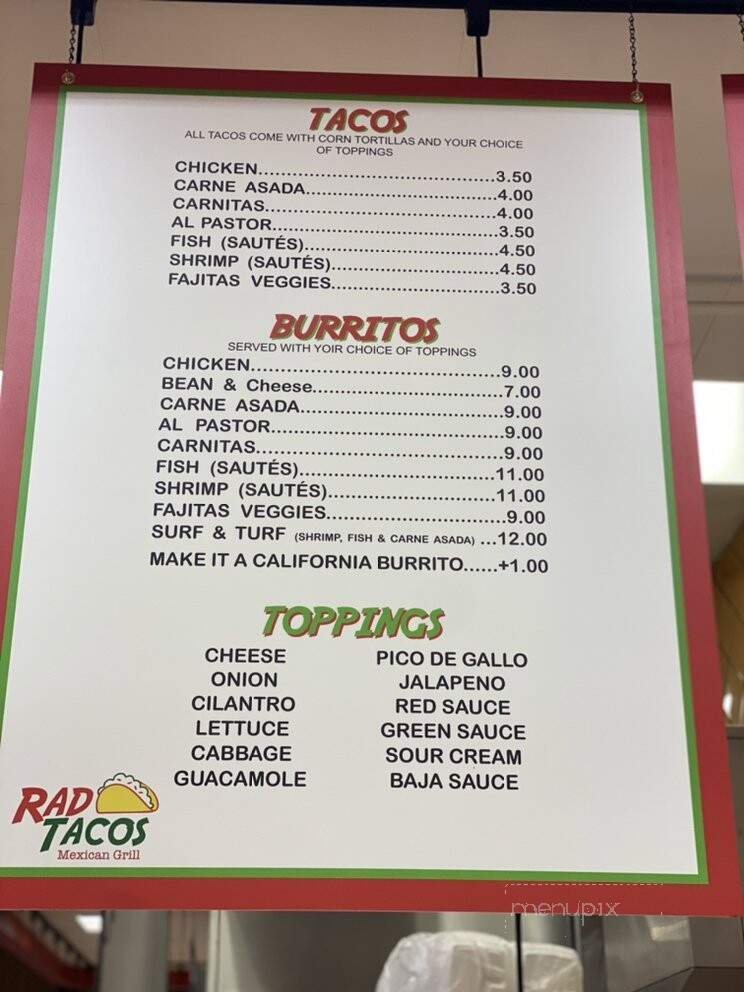 TACOS
ALL TACOS COME WITH CORN TORTILLAS AND YOUR CHOICE
OF TOPPINGS
CHICKEN.......................................3.50
CARNE ASADA................................4.00
CARNITAS.......................................4.00
AL PASTOR.....................................3.50
FISH (SAUTÉS)................................4.50
SHRIMP (SAUTÉS)...........................4.50
FAJITAS VEGGIES...........................3.50
BURRITOS
SERVED WITH YOIR CHOICE OF TOPPINGS
CHICKEN.........................................9.00
BEAN & Cheese...............................7.00
CARNE ASADA.................................9.00
AL PASTOR......................................9.00
CARNITAS........................................9.00
FISH (SAUTÉS)................................11.00
SHRIMP (SAUTÉS)...........................11.00
FAJITAS VEGGIES.............................9.00
SURF & TURF (SHRIMP, FISH & CARNE ASADA) ...12.00
MAKE IT A CALIFORNIA BURRITO......+1.00
TOPPINGS
CHEESE PICO DE GALLO
ONION JALAPENO
CILANTRO RED SAUCE
LETTUCE GREEN SAUCE
CABBAGE SOUR CREAM
GUACAMOLE BAJA SAUCE
RAD
TACOS
Mexican Grill
menupix